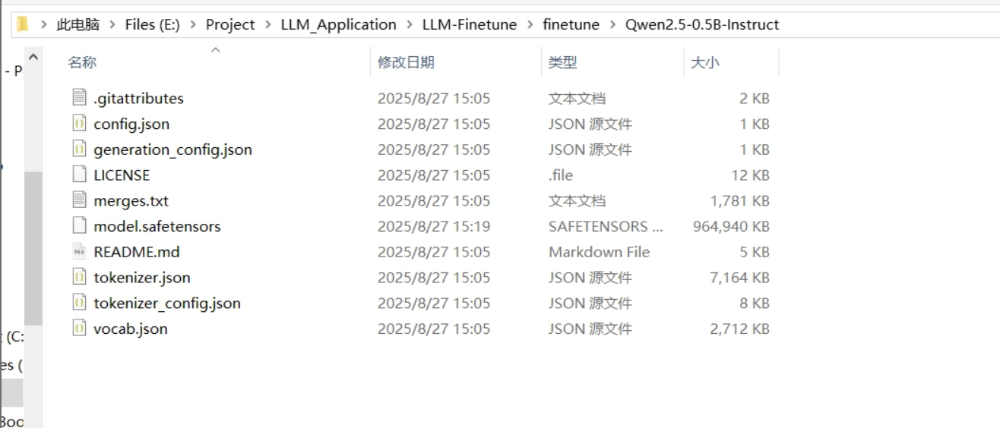 此电脑 > Files (E:) > Project > LLM_Application > LLM-Finetune > finetune > Qwen2.5-0.5B-Instruct
名称 修改日期 类型 大小
- P
.gitattributes 2025/8/27 15:05 文本文档 2 KB
config.json 2025/8/27 15:05 JSON 源文件 1 KB
generation_config.json 2025/8/27 15:05 JSON 源文件 1 KB
LICENSE 2025/8/27 15:05 .file 12 KB
merges.txt 2025/8/27 15:05 文本文档 1,781 KB
model.safetensors 2025/8/27 15:19 SAFETENSORS ... 964,940 KB
README.md 2025/8/27 15:05 Markdown File 5 KB
tokenizer.json 2025/8/27 15:05 JSON 源文件 7,164 KB
tokenizer_config.json 2025/8/27 15:05 JSON 源文件 8 KB
vocab.json 2025/8/27 15:05 JSON 源文件 2,712 KB
(C:
es (
Boo